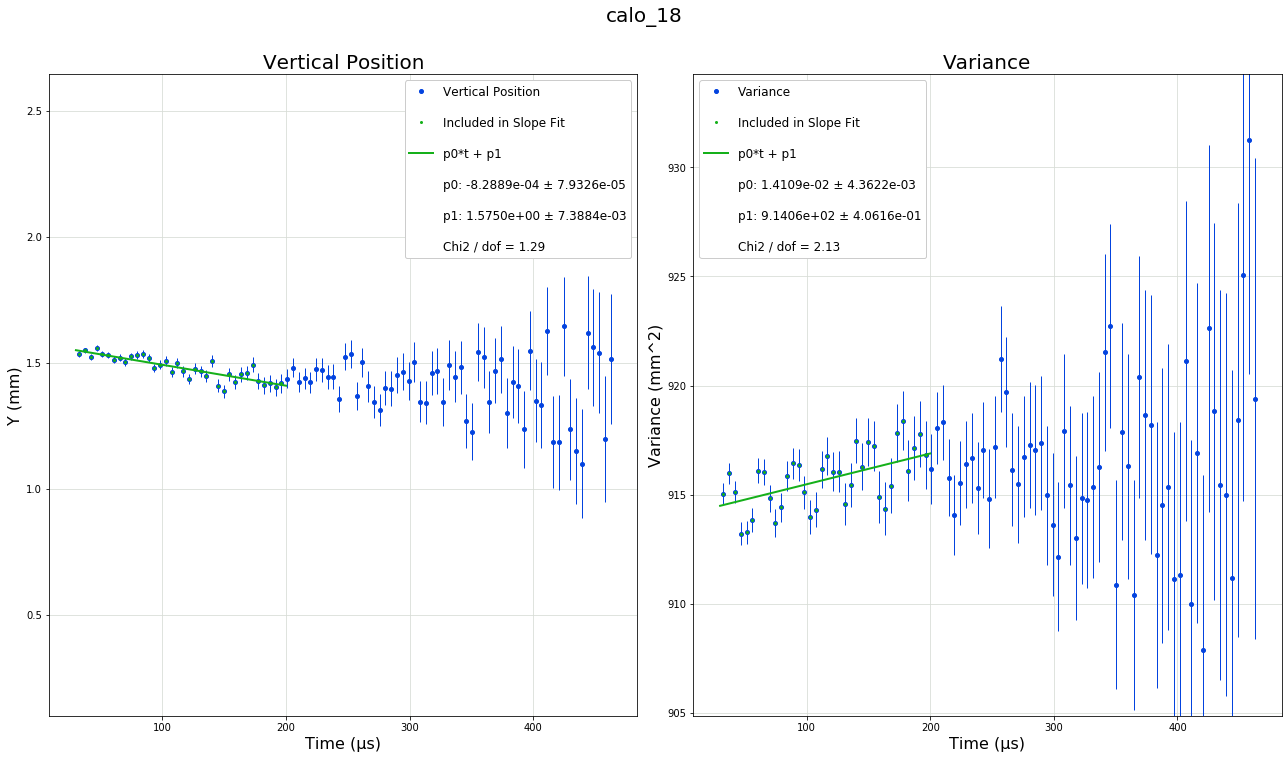 calo_18
Vertical Position
Vertical Position
Included in Slope Fit
p0*t + p1
p0: -8.2889e-04 ± 7.9326e-05
p1: 1.5750e+00 ± 7.3884e-03
Chi2 / dof = 1.29
2.5
2.0
1.5
1.0
0.5
Y (mm)
100 200 300 400
Time (µs)
Variance
Variance
Included in Slope Fit
p0*t + p1
p0: 1.4109e-02 ± 4.3622e-03
p1: 9.1406e+02 ± 4.0616e-01
Chi2 / dof = 2.13
930
925
920
915
910
905
Variance (mm^2)
100 200 300 400
Time (µs)